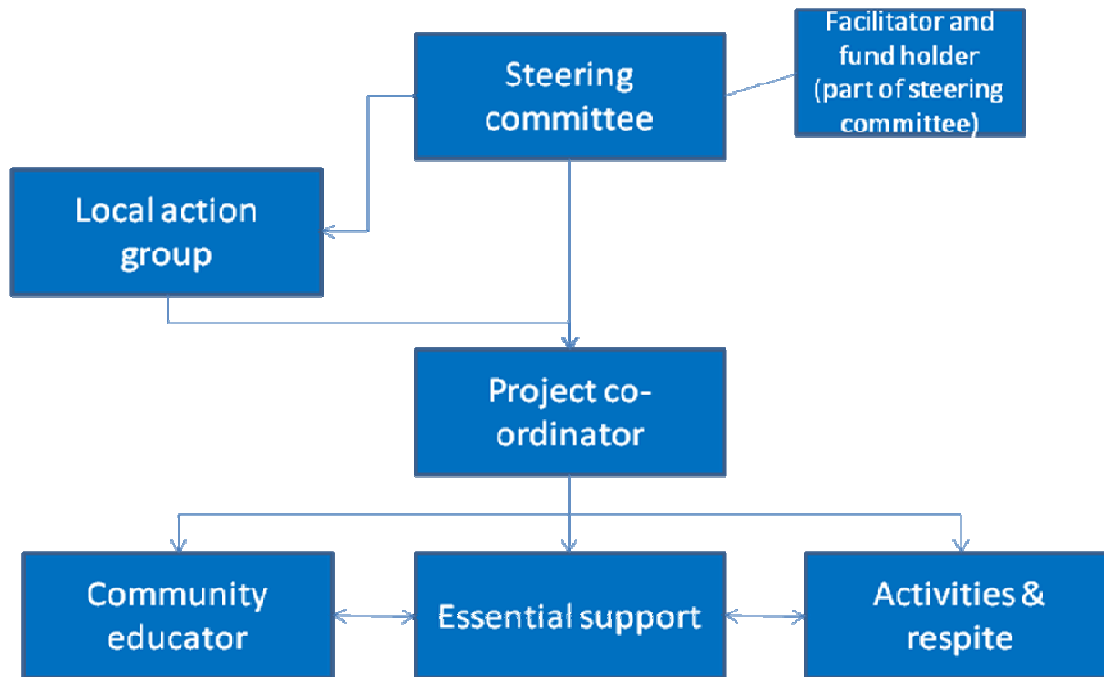 Steering
committee
Facilitator and
fund holder
(part of steering
committee)
Local action
group
Project co-
ordinator
Community
educator
Essential support
Activities &
respite